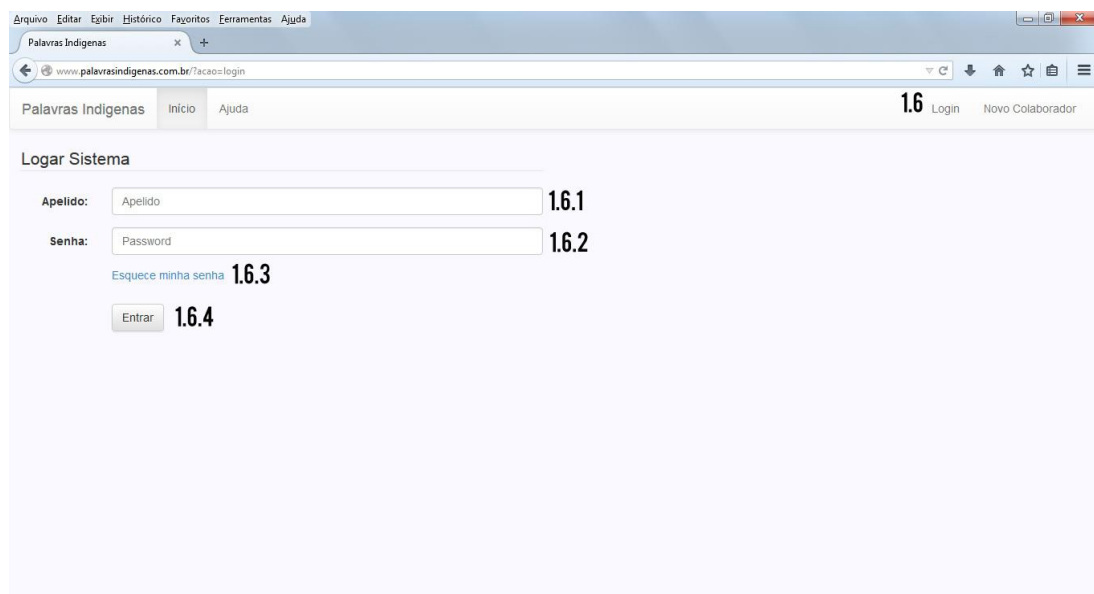 Arquivo Editar Exibir Histórico Favoritos Ferramentas Ajuda
Palavras Indigenas
www.palavrasindigenas.com.br/?acao=login
Palavras Indigenas Início Ajuda 1.6 Login Novo Colaborador
Logar Sistema
Apelido: Apelido 1.6.1
Senha: Password 1.6.2
Esquece minha senha 1.6.3
Entrar 1.6.4